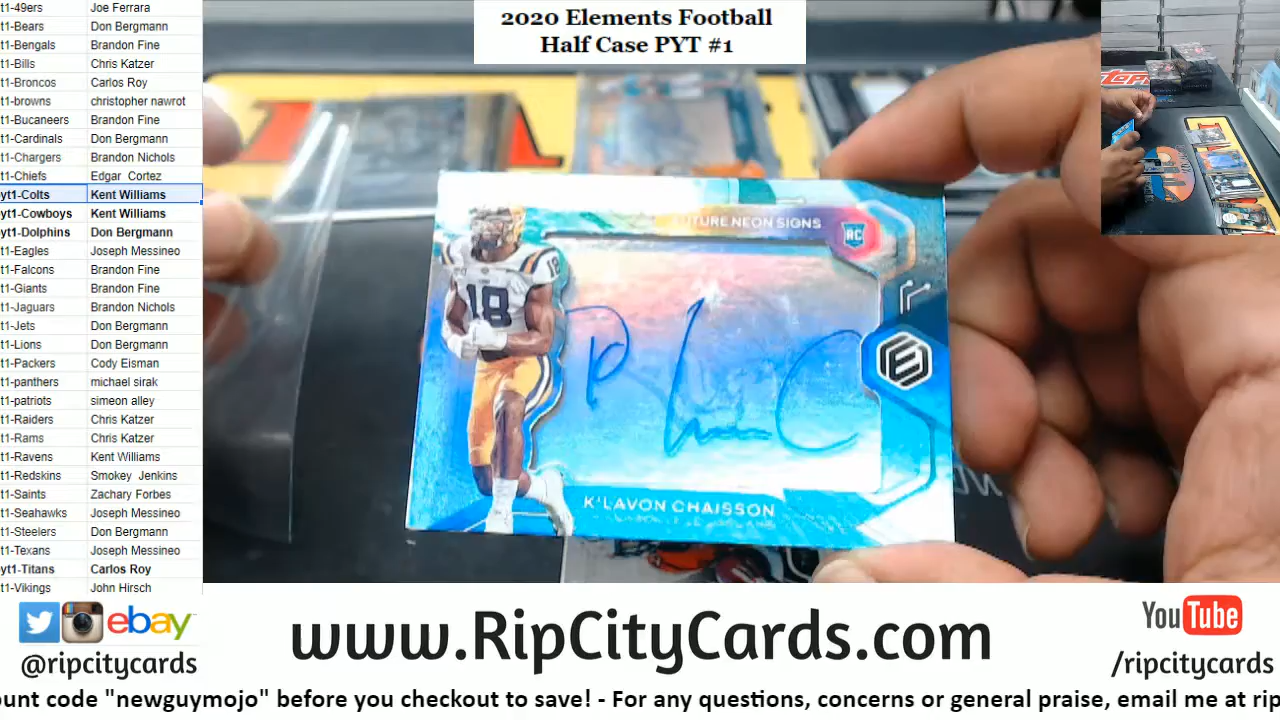 2020 Elements Football
Half Case PYT #1
t1-49ers Joe Ferrara
t1-Bears Don Bergmann
t1-Bengals Brandon Fine
t1-Bills Chris Katzer
t1-Broncos Carlos Roy
t1-browns christopher nawrot
t1-Bucaneers Brandon Fine
t1-Cardinals Don Bergmann
t1-Chargers Brandon Nichols
t1-Chiefs Edgar Cortez
yt1-Colts Kent Williams
yt1-Cowboys Kent Williams
yt1-Dolphins Don Bergmann
t1-Eagles Joseph Messineo
t1-Falcons Brandon Fine
t1-Giants Brandon Fine
t1-Jaguars Brandon Nichols
t1-Jets Don Bergmann
t1-Lions Don Bergmann
t1-Packers Cody Eisman
t1-panthers michael sirak
t1-patriots simeon alley
t1-Raiders Chris Katzer
t1-Rams Chris Katzer
t1-Ravens Kent Williams
t1-Redskins Smokey Jenkins
t1-Saints Zachary Forbes
t1-Seahawks Joseph Messineo
t1-Steelers Don Bergmann
t1-Texans Joseph Messineo
yt1-Titans Carlos Roy
t1-Vikings John Hirsch
FUTURE NEON SIGNS
RC
18
18
K'LAVON CHAISSON
ebay
@ripcitycards
www.RipCityCards.com
YouTube
/ripcitycards
ount code "newguymojo" before you checkout to save! - For any questions, concerns or general praise, email me at rip